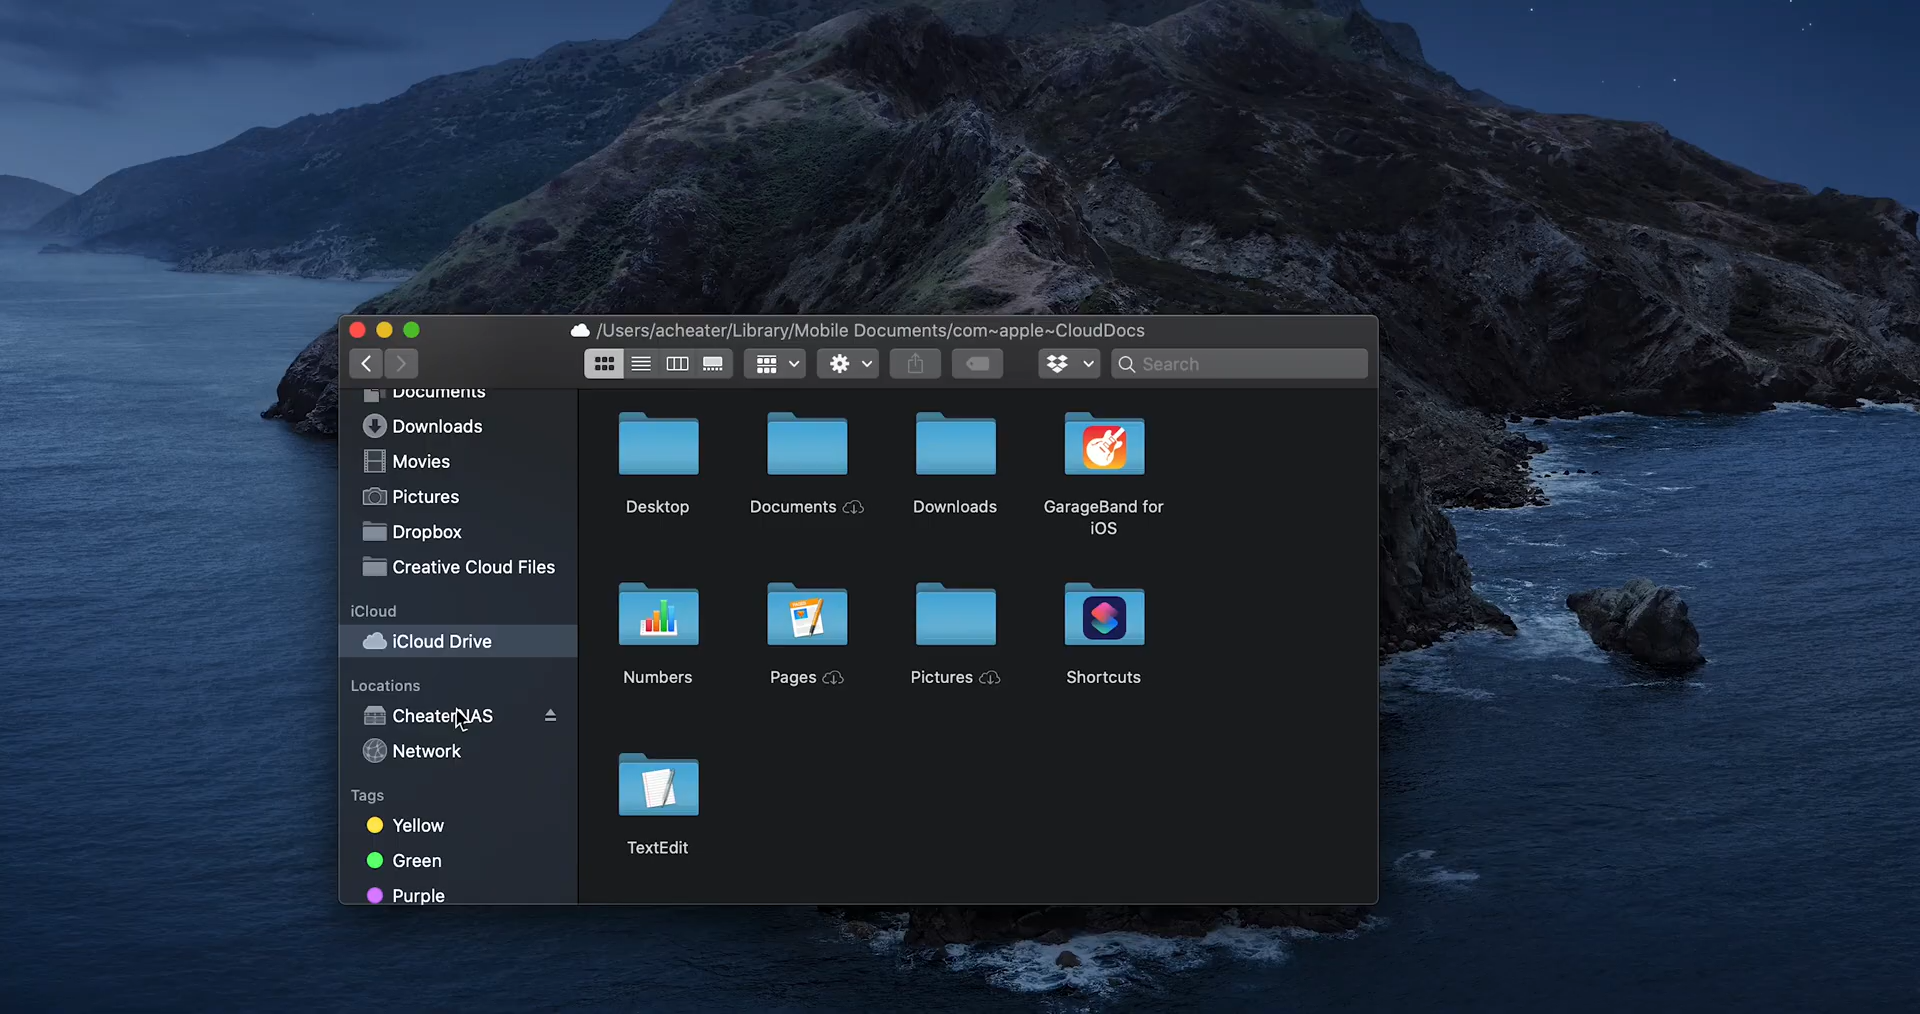 /Users/acheater/Library/Mobile Documents/com~apple~CloudDocs
Search
Documents
Downloads
Movies
Pictures
Dropbox
Creative Cloud Files
iCloud
iCloud Drive
Locations
CheaterNAS
Network
Tags
Yellow
Green
Purple
Desktop
Documents
Downloads
GarageBand for
iOS
Numbers
Pages
Pictures
Shortcuts
TextEdit